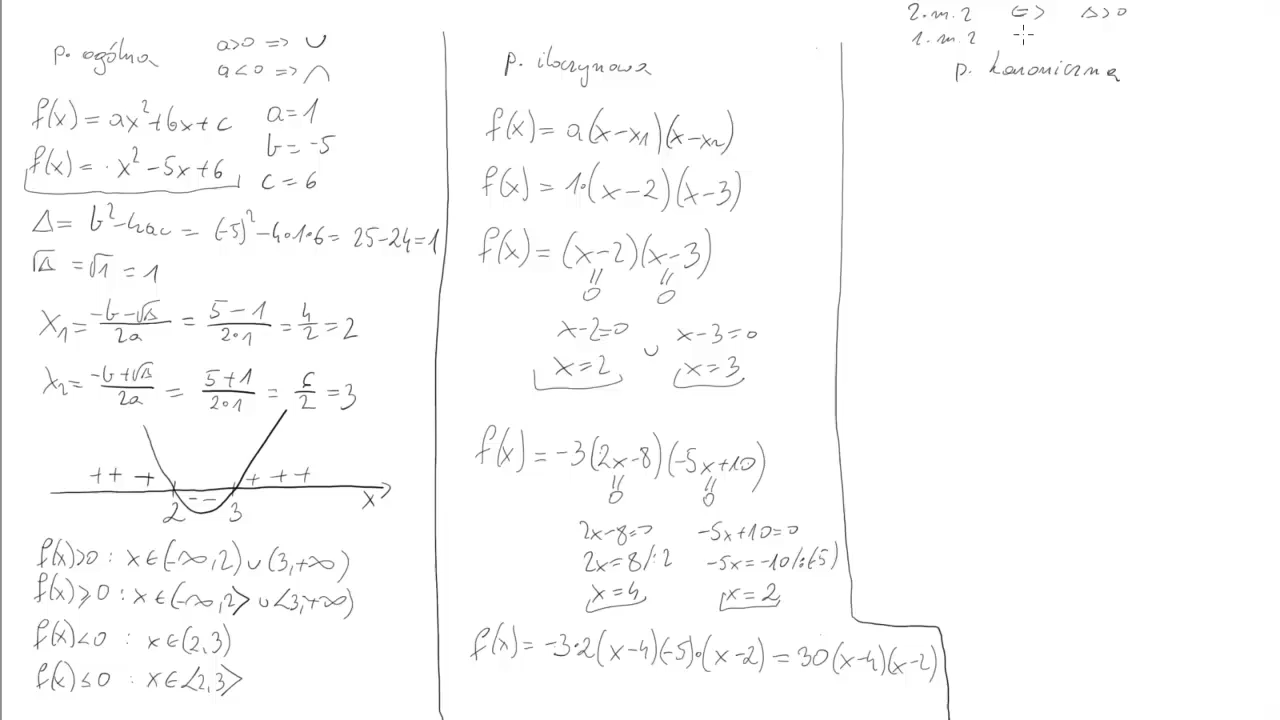 p. ogólna
a>0 => ∪
a<0 => ∩
f(x) = ax²+bx+c
a=1
f(x) = · x² -5x+6
b=-5
c=6
Δ= b²-4ac = (-5)² -4·1·6= 25-24=1
√Δ =√1 =1
X₁= (-b-√Δ)/2a = (5-1)/(2·1) = 4/2 = 2
X₂= (-b+√Δ)/2a = (5+1)/(2·1) = 6/2 = 3
++ + -- + + +
2 3 x
f(x)>0 : x∈(-∞,2)∪(3,+∞)
f(x)⩾0 : x∈(-∞,2>∪<3,+∞)
f(x)<0 : x∈(2,3)
f(x)≤0 : x∈<2,3>
p. iloczynowa
f(x)= a(x-x₁)(x-x₂)
f(x) = 1·(x-2)(x-3)
f(x)= (x-2)(x-3)
॥ ॥
0 0
x-2=0 ∪ x-3=0
x=2 x=3
f(x)= -3(2x-8)(-5x+10)
॥ ॥
0 0
2x-8=0 -5x+10=0
2x=8/:2 -5x=-10/:(-5)
x=4 x=2
f(x)= -3·2(x-4)(-5)·(x-2) = 30(x-4)(x-2)
2.m.z <=> Δ>0
1.m.z
p. kanoniczna